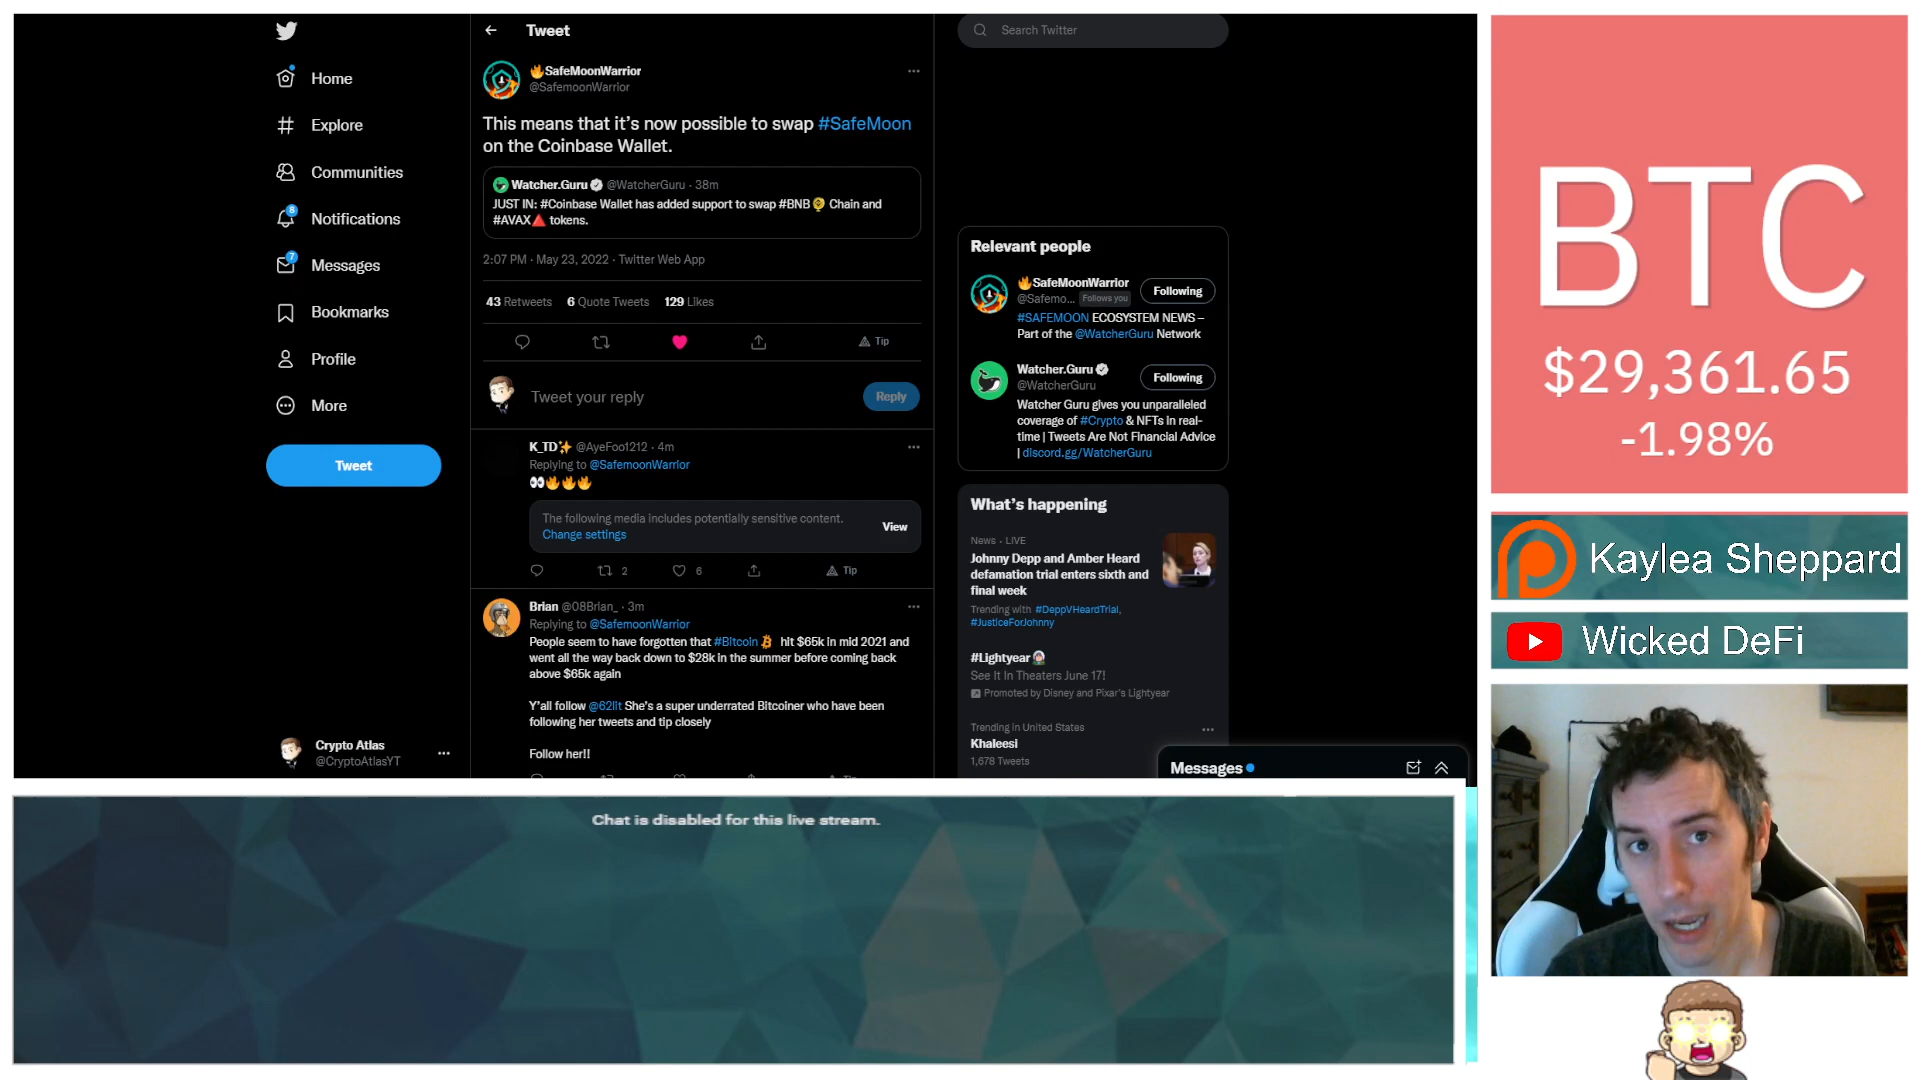 Home
Explore
Communities
8
Notifications
7
Messages
Bookmarks
Profile
More
Tweet
Crypto Atlas
@CryptoAtlasYT
Tweet
🔥SafeMoonWarrior
@SafemoonWarrior
This means that it's now possible to swap #SafeMoon
on the Coinbase Wallet.
Watcher.Guru @WatcherGuru · 38m
JUST IN: #Coinbase Wallet has added support to swap #BNB Chain and
#AVAX🔺 tokens.
2:07 PM · May 23, 2022 · Twitter Web App
43 Retweets 6 Quote Tweets 129 Likes
Tip
Tweet your reply
Reply
K_TD✨ @AyeFoo1212 · 4m
Replying to @SafemoonWarrior
👀🔥🔥🔥
The following media includes potentially sensitive content.
Change settings
View
2 6 Tip
Brian @08Brian_ · 3m
Replying to @SafemoonWarrior
People seem to have forgotten that #Bitcoin hit $65k in mid 2021 and
went all the way back down to $28k in the summer before coming back
above $65k again
Y'all follow @62lit She's a super underrated Bitcoiner who have been
following her tweets and tip closely
Follow her!!
Tip
Search Twitter
Relevant people
🔥SafeMoonWarrior
@Safemo... Follows you
Following
#SAFEMOON ECOSYSTEM NEWS –
Part of the @WatcherGuru Network
Watcher.Guru
@WatcherGuru
Following
Watcher Guru gives you unparalleled
coverage of #Crypto & NFTs in real-
time | Tweets Are Not Financial Advice
| discord.gg/WatcherGuru
What's happening
News · LIVE
Johnny Depp and Amber Heard
defamation trial enters sixth and
final week
Trending with #DeppVHeardTrial,
#JusticeForJohnny
#Lightyear
See It In Theaters June 17!
Promoted by Disney and Pixar's Lightyear
Trending in United States
Khaleesi
1,678 Tweets
Messages
BTC
$29,361.65
-1.98%
Kaylea Sheppard
Wicked DeFi
Chat is disabled for this live stream.